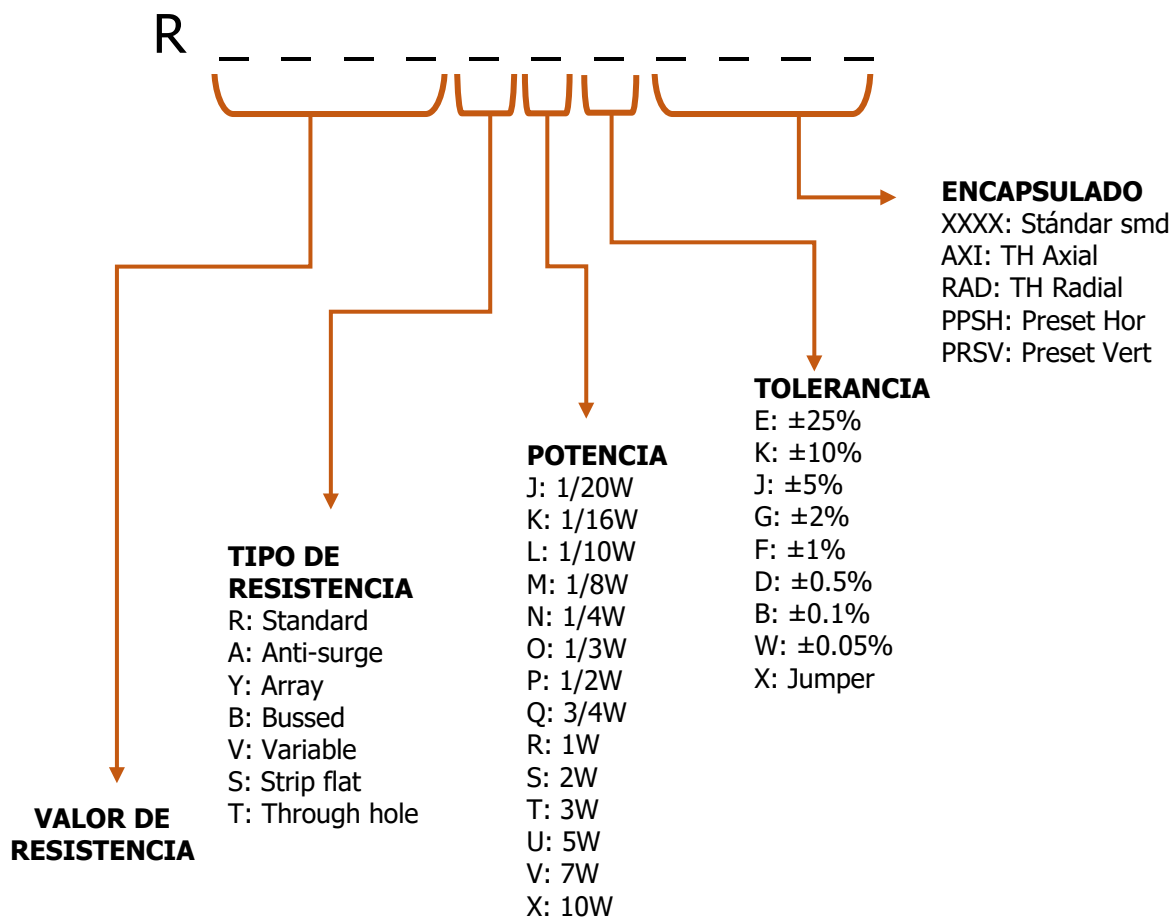 R _ _ _ _ _ _ _ _ _ _ _
ENCAPSULADO
XXXX: Stándar smd
AXI: TH Axial
RAD: TH Radial
PPSH: Preset Hor
PRSV: Preset Vert
TOLERANCIA
E: ±25%
K: ±10%
J: ±5%
G: ±2%
F: ±1%
D: ±0.5%
B: ±0.1%
W: ±0.05%
X: Jumper
POTENCIA
J: 1/20W
K: 1/16W
L: 1/10W
M: 1/8W
N: 1/4W
O: 1/3W
P: 1/2W
Q: 3/4W
R: 1W
S: 2W
T: 3W
U: 5W
V: 7W
X: 10W
TIPO DE
RESISTENCIA
R: Standard
A: Anti-surge
Y: Array
B: Bussed
V: Variable
S: Strip flat
T: Through hole
VALOR DE
RESISTENCIA